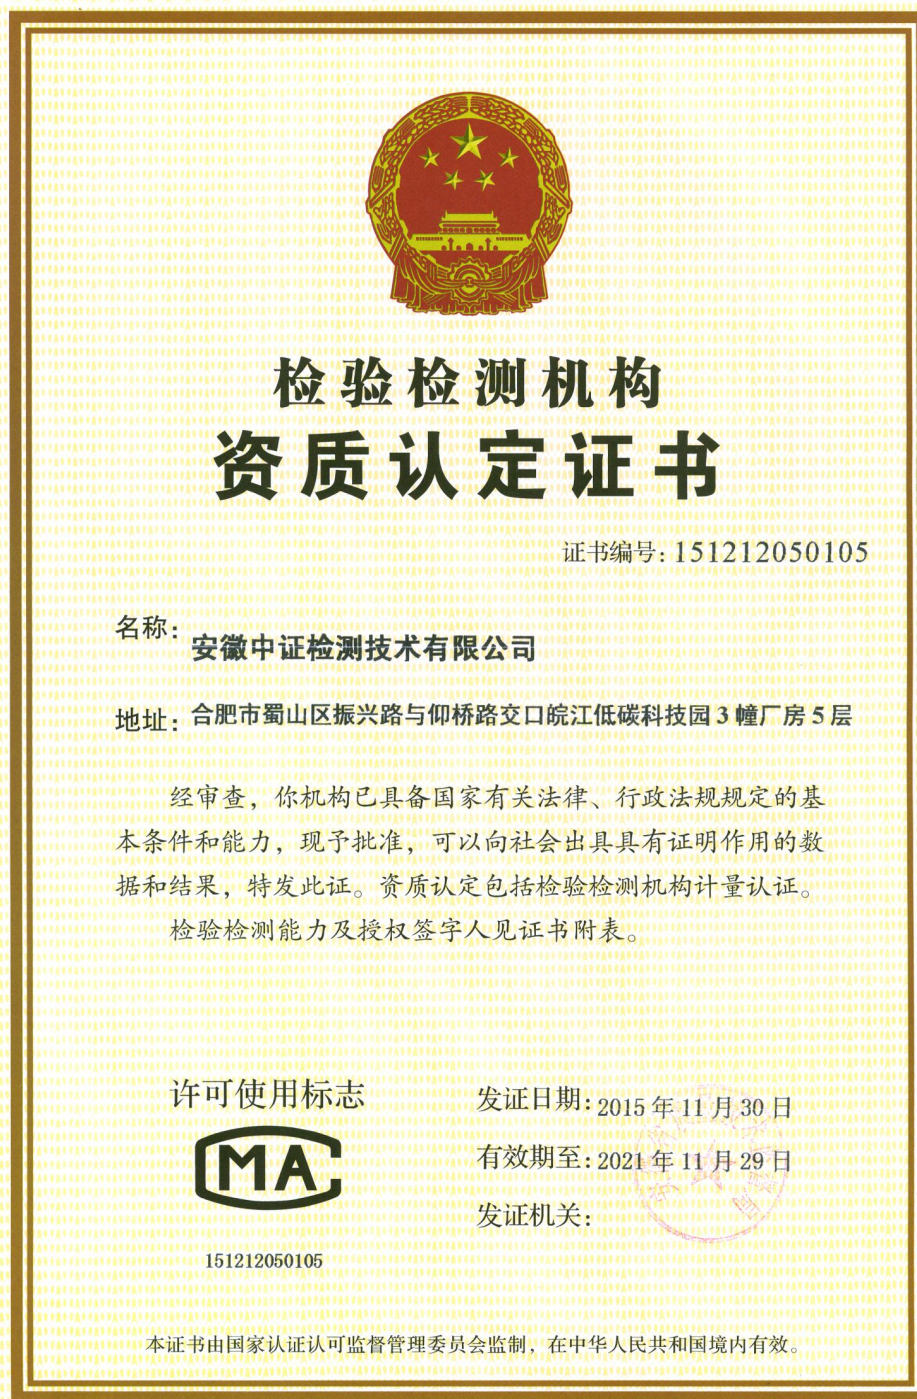 检验检测机构
资质认定证书
证书编号:151212050105
名称:安徽中证检测技术有限公司
地址:合肥市蜀山区振兴路与仰桥路交口皖江低碳科技园3幢厂房5层
经审查，你机构已具备国家有关法律、行政法规规定的基
本条件和能力，现予批准，可以向社会出具具有证明作用的数
据和结果，特发此证。资质认定包括检验检测机构计量认证。
检验检测能力及授权签字人见证书附表。
许可使用标志
MA
151212050105
发证日期:2015年11月30日
有效期至:2021年11月29日
发证机关:
本证书由国家认证认可监督管理委员会监制，在中华人民共和国境内有效。